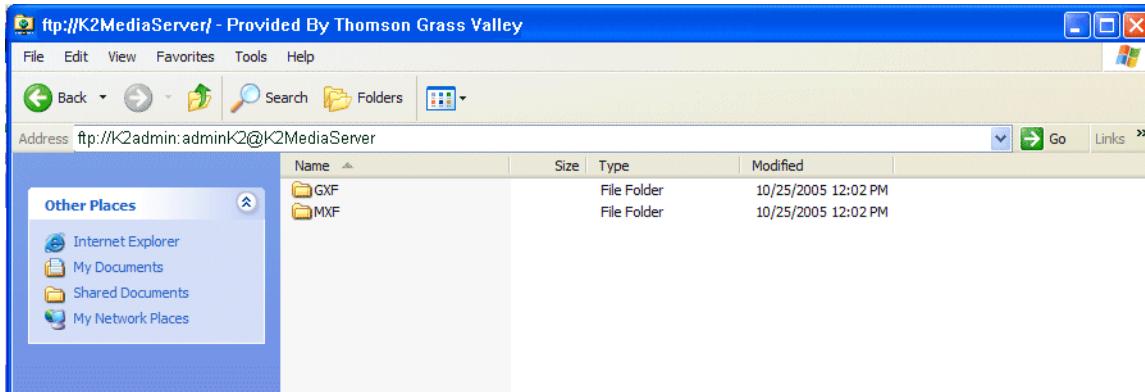 ftp://K2MediaServer/ - Provided By Thomson Grass Valley
File Edit View Favorites Tools Help
Back Search Folders
Address ftp://K2admin:adminK2@K2MediaServer Go Links »
Name Size Type Modified
GXF File Folder 10/25/2005 12:02 PM
MXF File Folder 10/25/2005 12:02 PM
Other Places
Internet Explorer
My Documents
Shared Documents
My Network Places